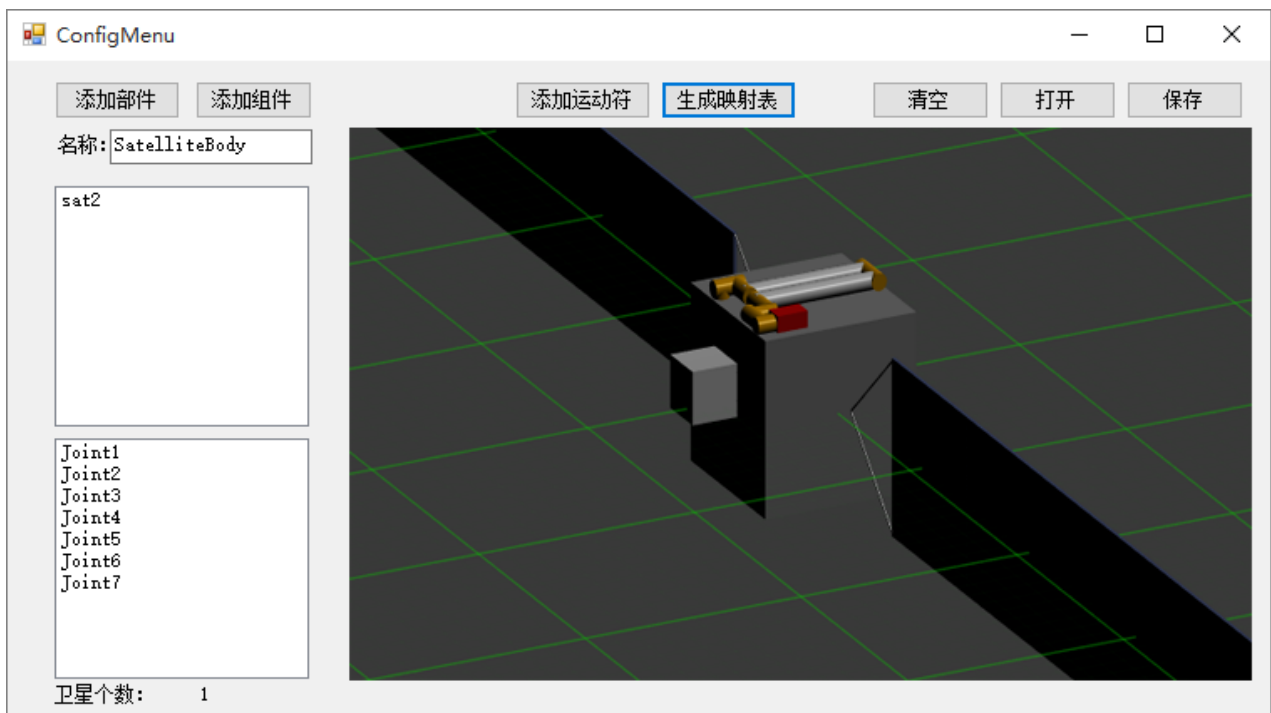 ConfigMenu
添加部件 添加组件 添加运动符 生成映射表 清空 打开 保存
名称: SatelliteBody
sat2
Joint1
Joint2
Joint3
Joint4
Joint5
Joint6
Joint7
卫星个数: 1